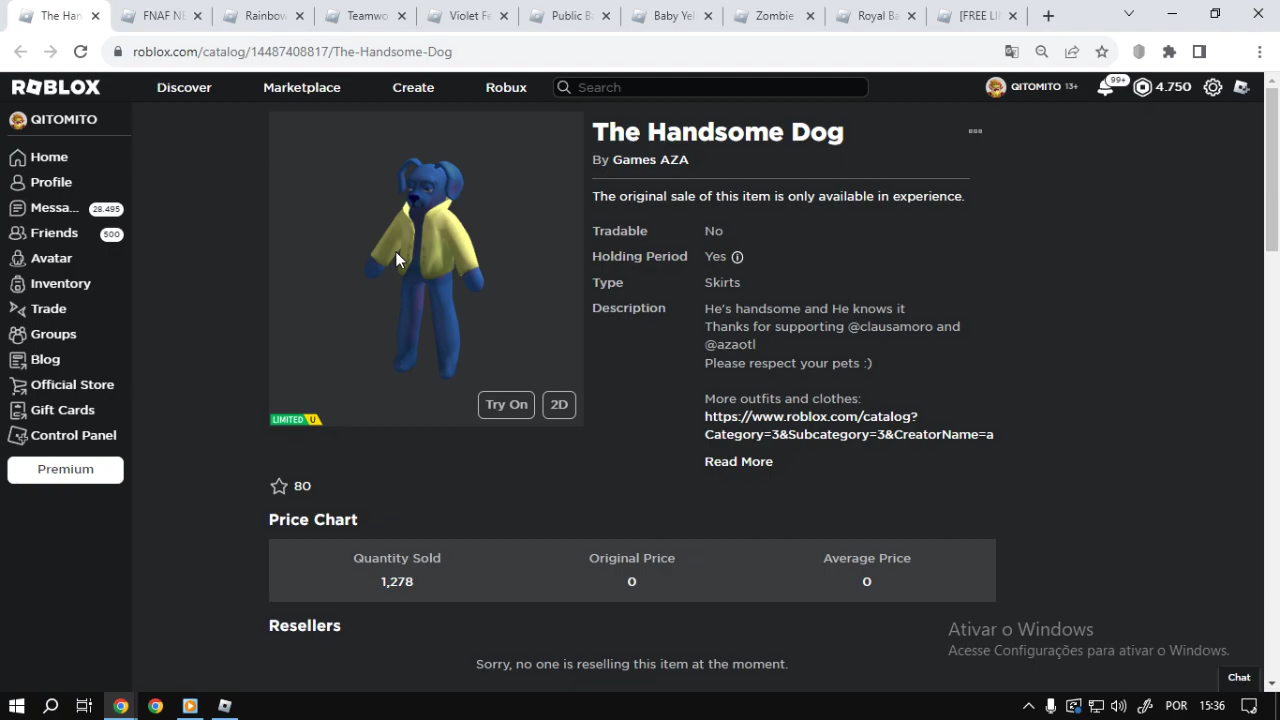 The Han
FNAF NE
Rainbow
Teamwo
Violet Fe
Public Ba
Baby Yel
Zombie
Royal Ba
[FREE LI
roblox.com/catalog/14487408817/The-Handsome-Dog
ROBLOX
Discover
Marketplace
Create
Robux
Search
QITOMITO 13+
99+
4.750
QITOMITO
Home
Profile
Messa... 28.495
Friends 500
Avatar
Inventory
Trade
Groups
Blog
Official Store
Gift Cards
Control Panel
Premium
Try On
2D
LIMITED U
The Handsome Dog
By Games AZA
The original sale of this item is only available in experience.
Tradable No
Holding Period Yes
Type Skirts
Description He's handsome and He knows it
Thanks for supporting @clausamoro and
@azaotl
Please respect your pets :)
More outfits and clothes:
https://www.roblox.com/catalog?
Category=3&Subcategory=3&CreatorName=a
Read More
80
Price Chart
Quantity Sold Original Price Average Price
1,278 0 0
Resellers
Sorry, no one is reselling this item at the moment.
Ativar o Windows
Acesse Configurações para ativar o Windows.
Chat
POR 15:36